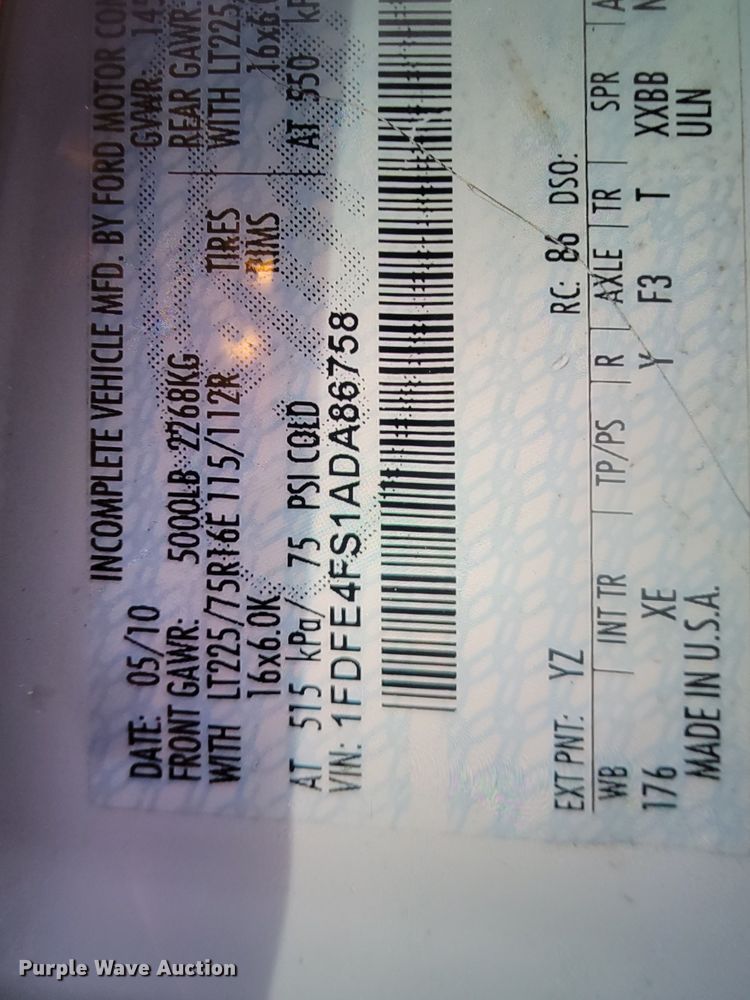 INCOMPLETE VEHICLE MFD. BY FORD MOTOR
DATE: 05/10 GVWR:
FRONT GAWR: 5000LB 2268KG REAR GAWR:
WITH LT225/75R16E 115/112R TIRES WITH LT225
16x6.0K RIMS
AT 515 kPa/ 75 PSI COLD AT
VIN: 1FDFE4FS1ADA86758
EXT PNT: YZ RC: 86 DSO:
WB INT TR TP/PS R AXLE TR SPR
176 XE Y F3 T XXBB
MADE IN U.S.A. ULN
Purple Wave Auction